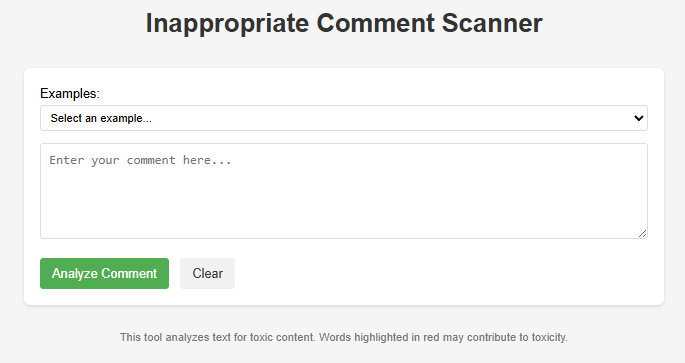 Inappropriate Comment Scanner
Examples:
Select an example...
Enter your comment here...
Analyze Comment
Clear
This tool analyzes text for toxic content. Words highlighted in red may contribute to toxicity.